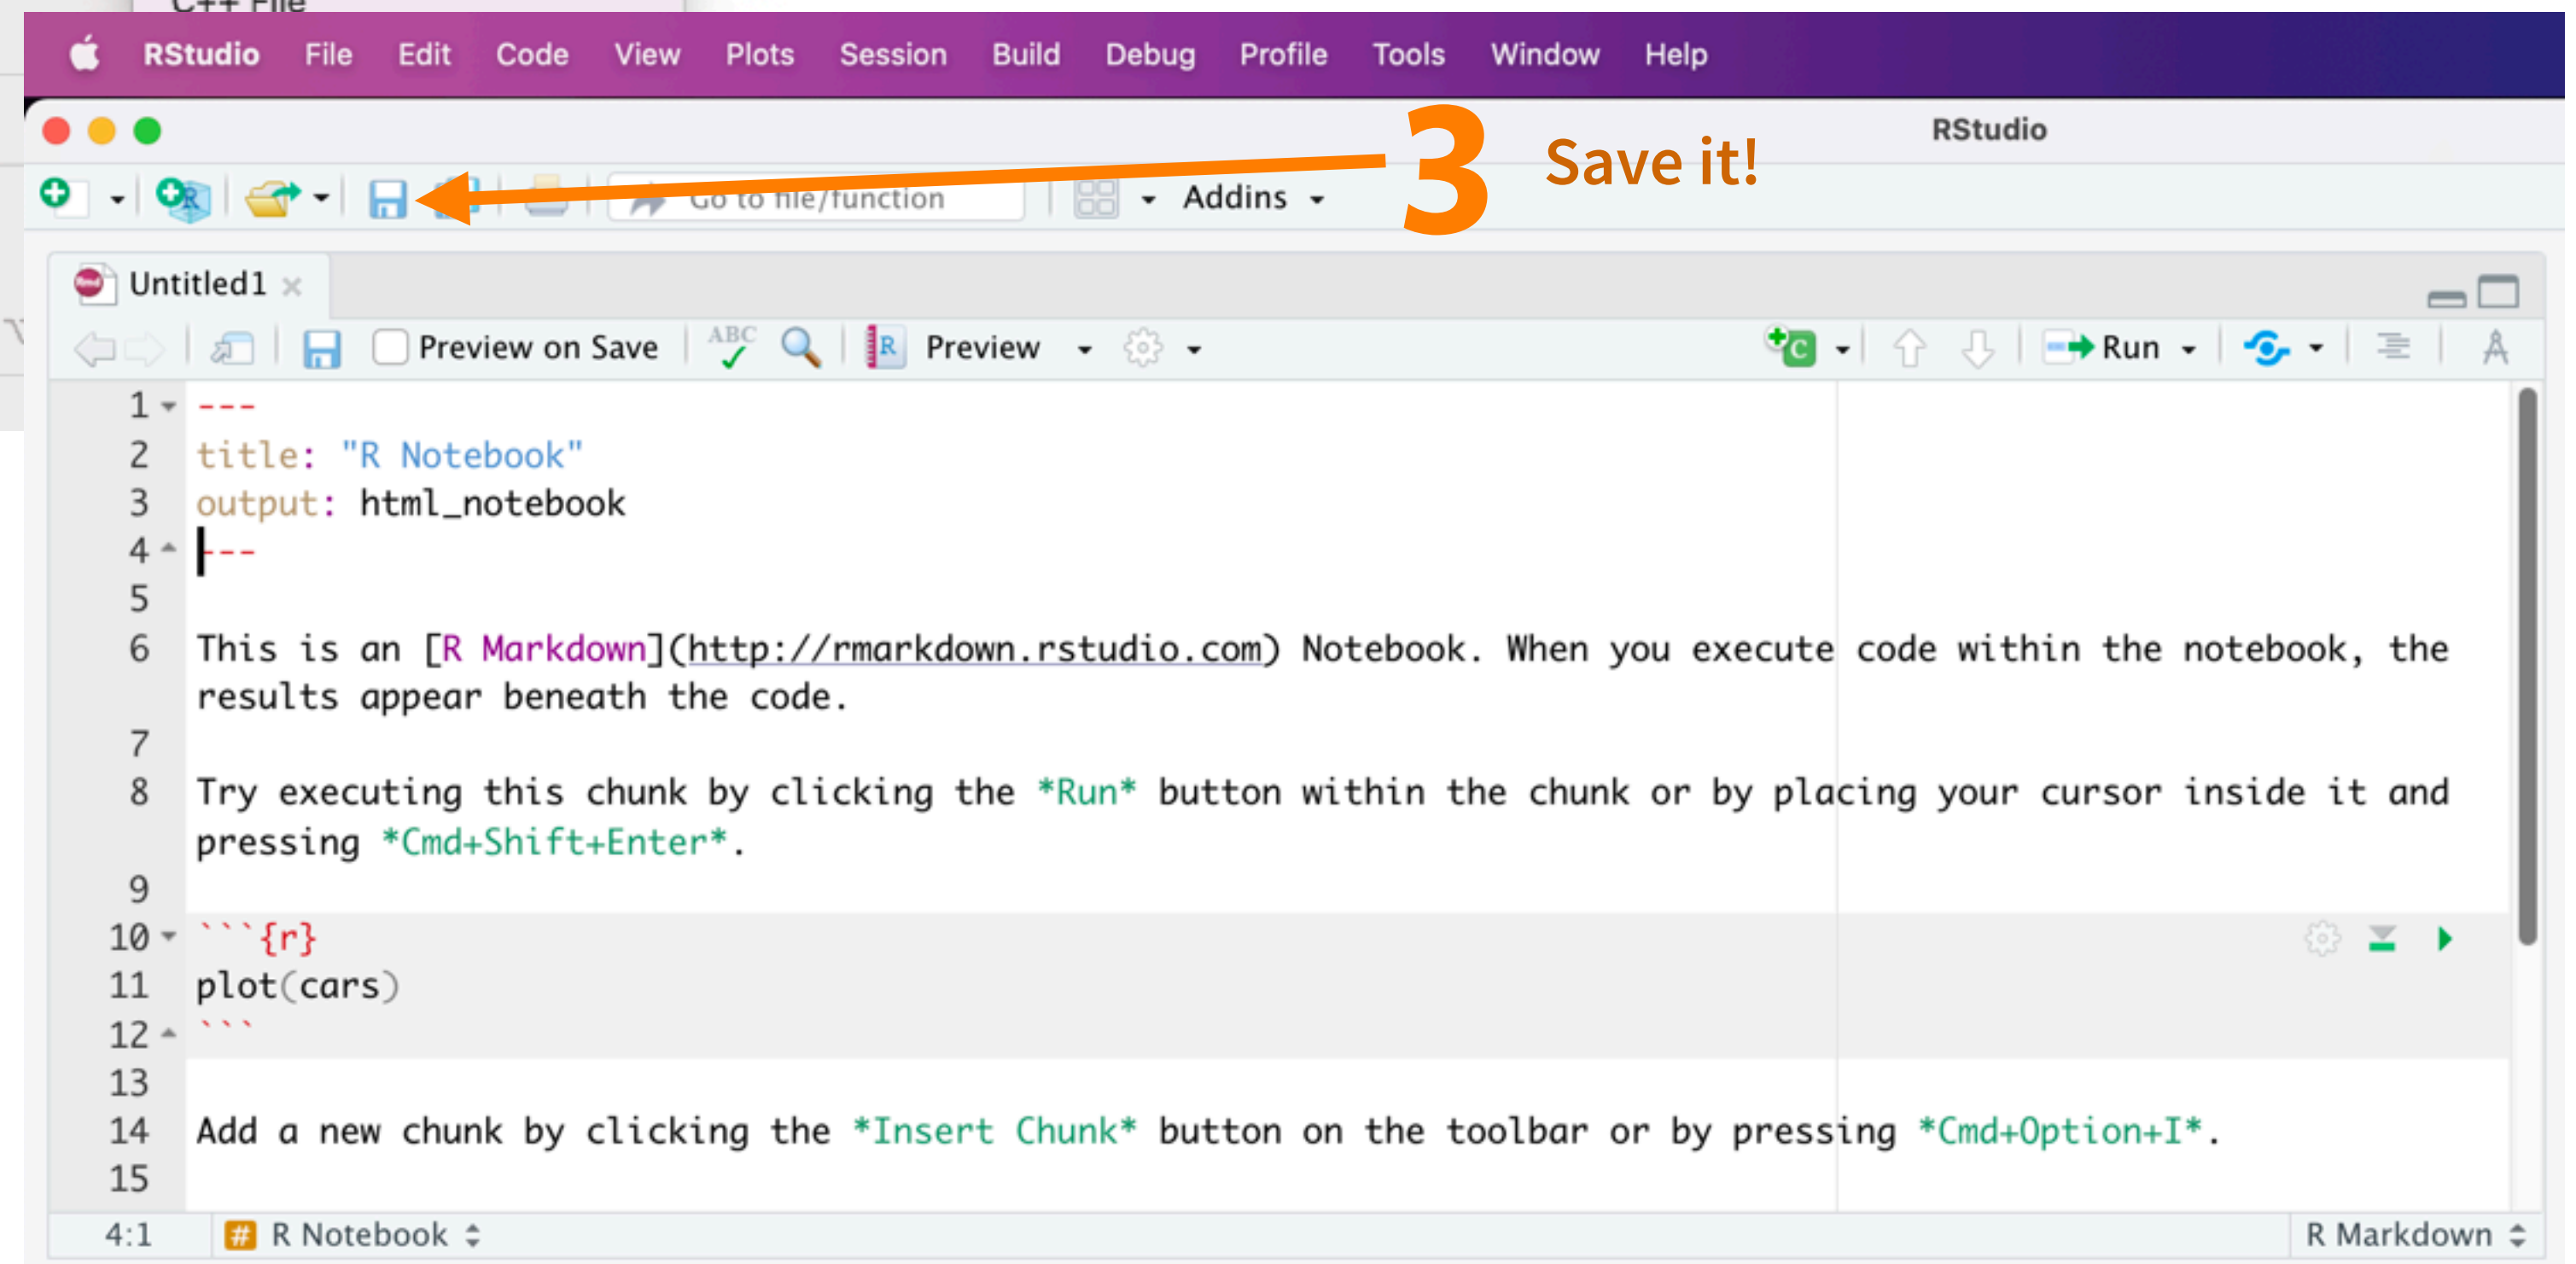 C++ File
RStudio File Edit Code View Plots Session Build Debug Profile Tools Window Help
RStudio
3 Save it!
Go to file/function Addins
Untitled1
Preview on Save ABC Preview Run
1 ---
2 title: "R Notebook"
3 output: html_notebook
4 ---
5
6 This is an [R Markdown](http://rmarkdown.rstudio.com) Notebook. When you execute code within the notebook, the
results appear beneath the code.
7
8 Try executing this chunk by clicking the *Run* button within the chunk or by placing your cursor inside it and
pressing *Cmd+Shift+Enter*.
9
10 ```{r}
11 plot(cars)
12 ```
13
14 Add a new chunk by clicking the *Insert Chunk* button on the toolbar or by pressing *Cmd+Option+I*.
15
4:1 # R Notebook R Markdown